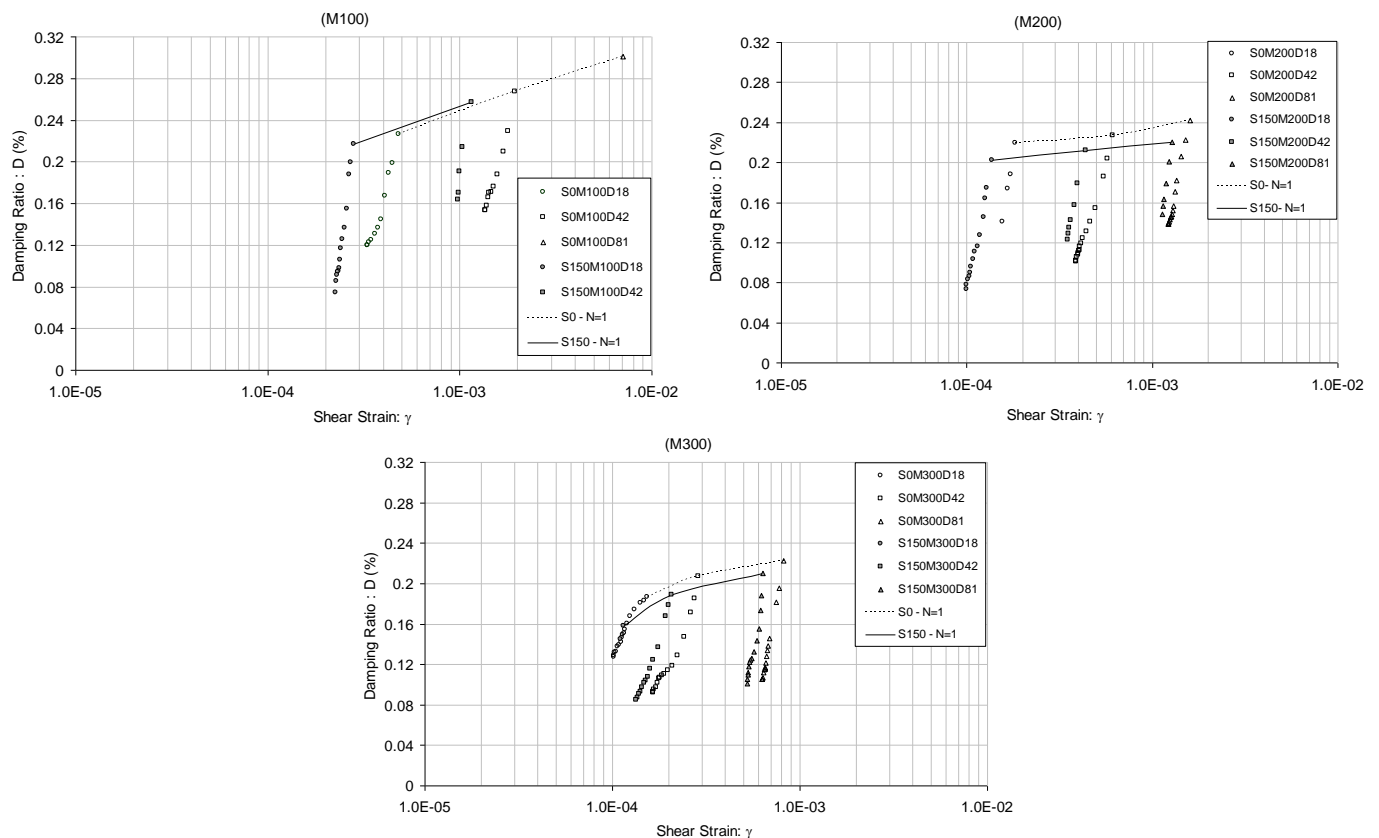 (M100)
0.32
0.28
0.24
0.2
0.16
0.12
0.08
0.04
0
Damping Ratio : D (%)
1.0E-05
1.0E-04
1.0E-03
1.0E-02
Shear Strain: γ
S0M100D18
S0M100D42
S0M100D81
S150M100D18
S150M100D42
S0 - N=1
S150 - N=1
(M200)
0.32
0.28
0.24
0.2
0.16
0.12
0.08
0.04
0
Damping Ratio : D (%)
1.0E-05
1.0E-04
1.0E-03
1.0E-02
Shear Strain: γ
S0M200D18
S0M200D42
S0M200D81
S150M200D18
S150M200D42
S150M200D81
S0- N=1
S150- N=1
(M300)
0.32
0.28
0.24
0.2
0.16
0.12
0.08
0.04
0
Damping Ratio : D (%)
1.0E-05
1.0E-04
1.0E-03
1.0E-02
Shear Strain: γ
S0M300D18
S0M300D42
S0M300D81
S150M300D18
S150M300D42
S150M300D81
S0 - N=1
S150 - N=1